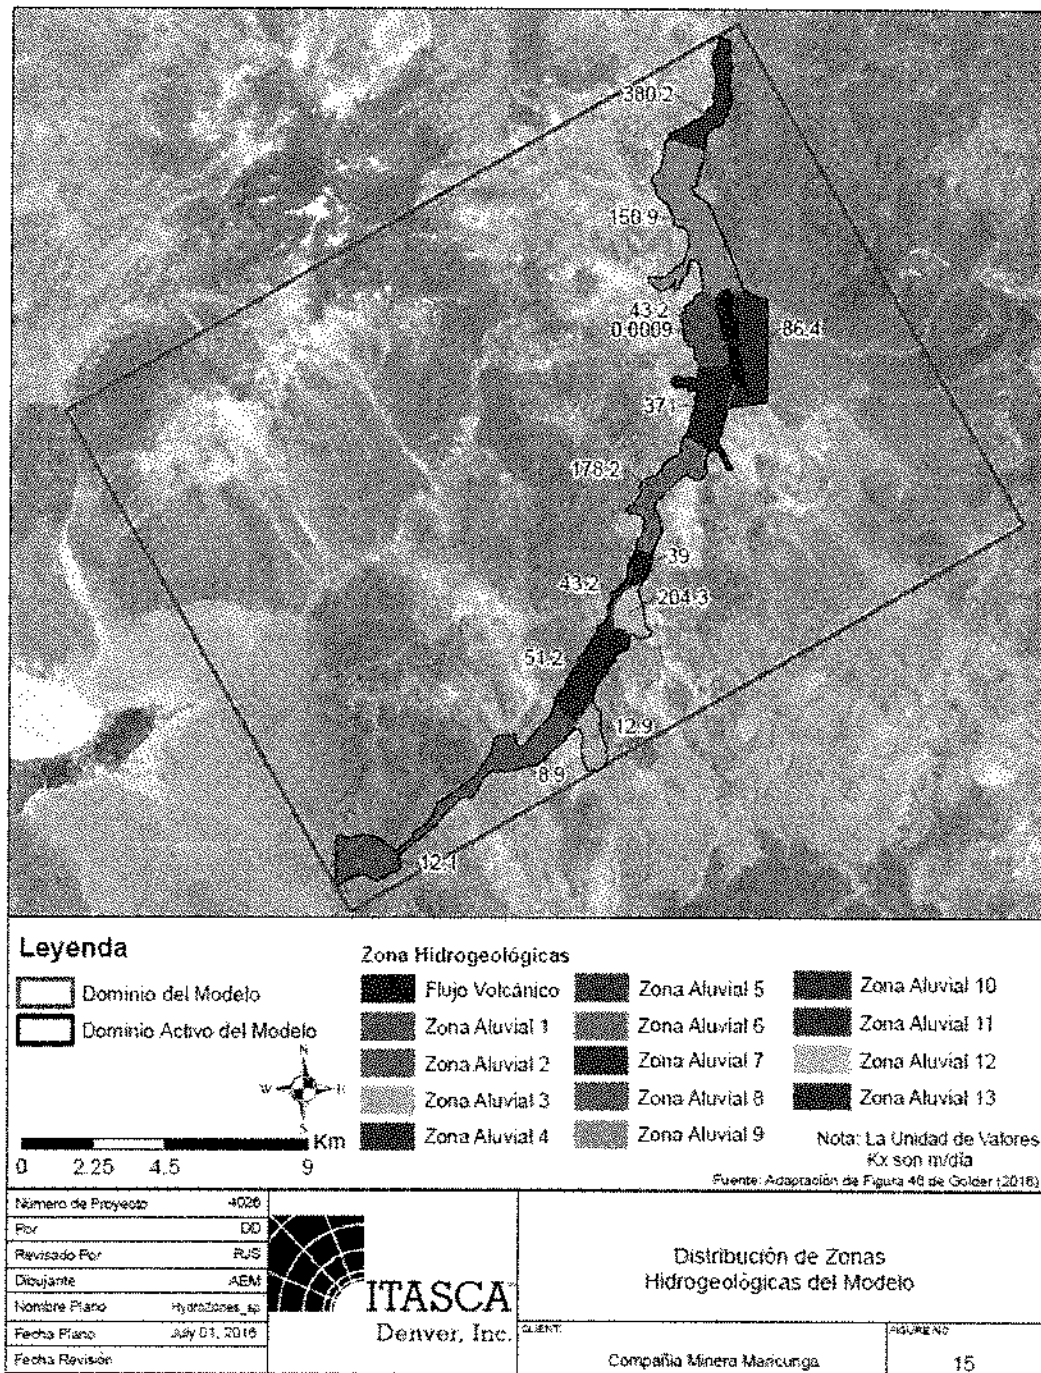 380.2
150.9
43.2
0.0009
86.4
37
178.2
39
43.2
204.3
51.2
12.9
8.9
12.1
Leyenda
Dominio del Modelo
Dominio Activo del Modelo
N
W
E
S
Km
0 2.25 4.5 9
Zona Hidrogeológicas
Flujo Volcánico
Zona Aluvial 1
Zona Aluvial 2
Zona Aluvial 3
Zona Aluvial 4
Zona Aluvial 5
Zona Aluvial 6
Zona Aluvial 7
Zona Aluvial 8
Zona Aluvial 9
Zona Aluvial 10
Zona Aluvial 11
Zona Aluvial 12
Zona Aluvial 13
Nota: La Unidad de Valores
Kx son m/día
Fuente: Adaptación de Figura 46 de Golder (2016)
Número de Proyecto 4026
Por DD
Revisado Por RJS
Dibujante AEM
Nombre Plano HydroZones_sp
Fecha Plano July 01, 2016
Fecha Revisión
ITASCA
Denver, Inc.
Distribución de Zonas
Hidrogeológicas del Modelo
CLIENT:
Compañia Minera Maricunga
FIGURE NO
15